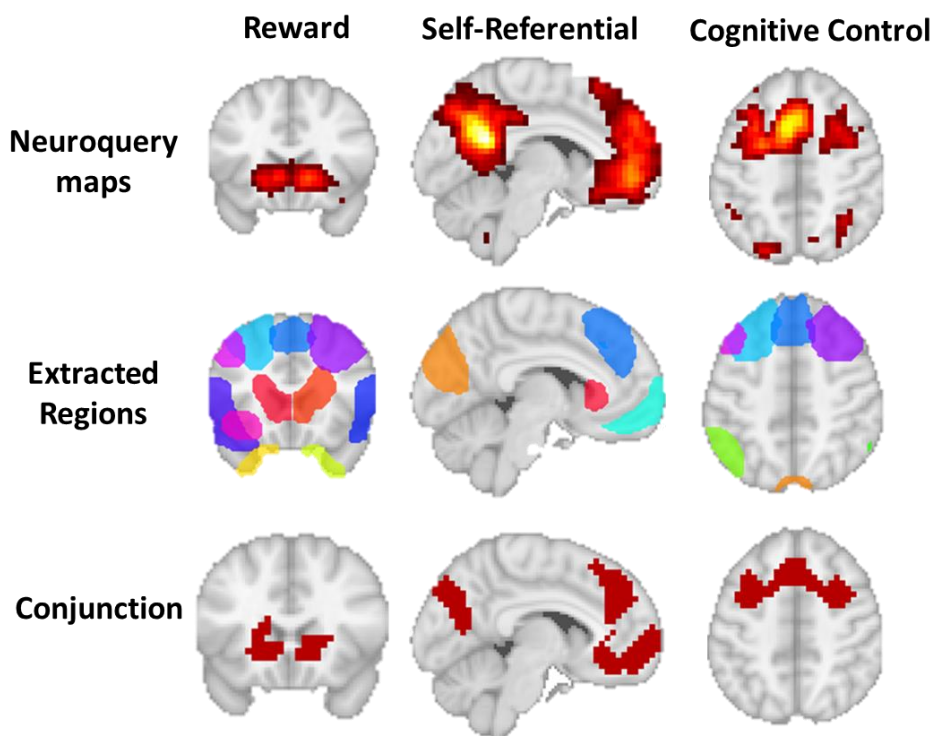 Reward
Self-Referential
Cognitive Control
Neuroquery
maps
Extracted
Regions
Conjunction